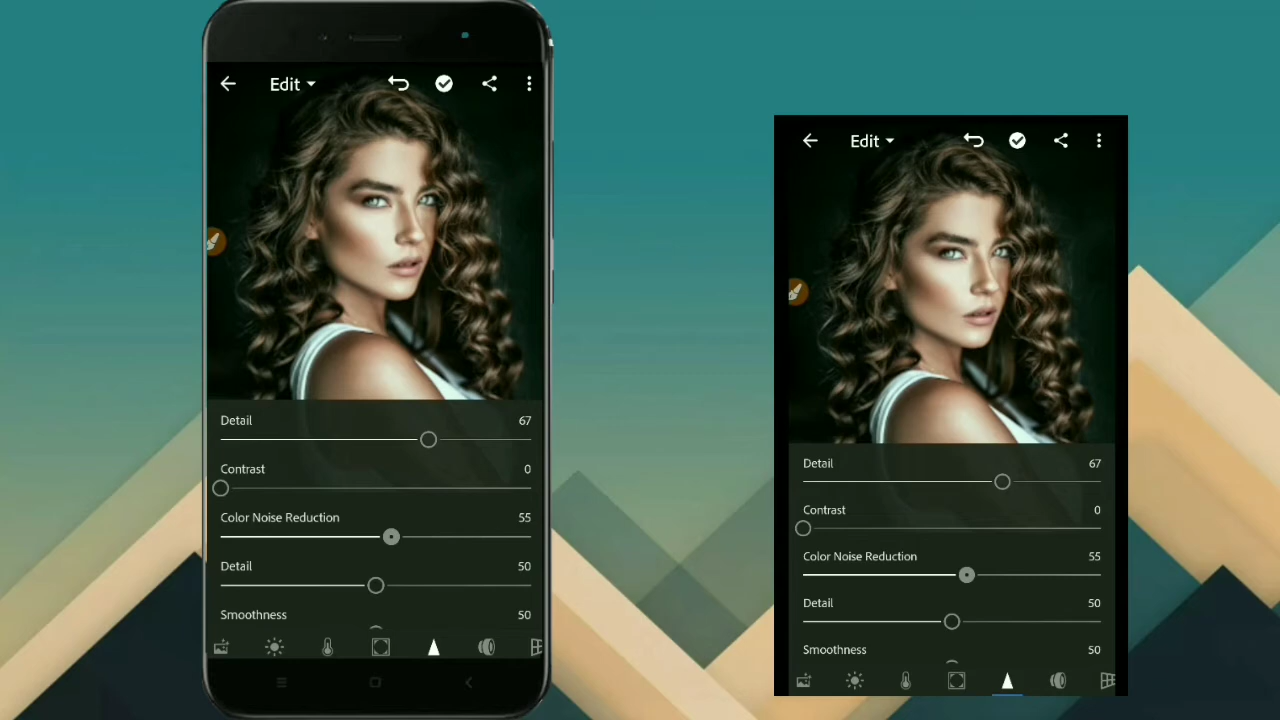 Edit
Detail 67
Contrast 0
Color Noise Reduction 55
Detail 50
Smoothness 50
Edit
Detail 67
Contrast 0
Color Noise Reduction 55
Detail 50
Smoothness 50